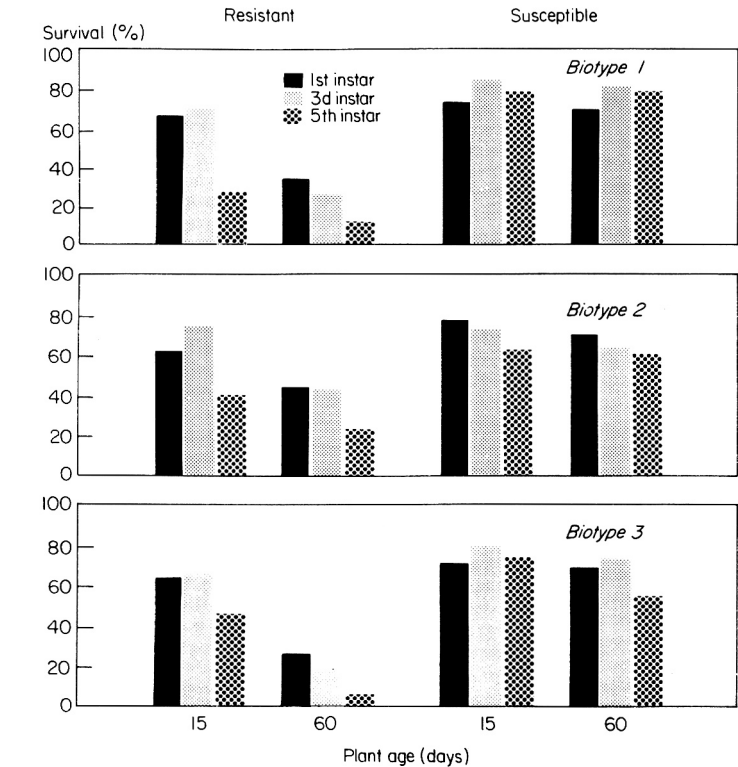 Resistant Susceptible
Survival (%)
100
80
60
40
20
0
Biotype 1
1st instar
3d instar
5th instar
100
80
60
40
20
0
Biotype 2
100
80
60
40
20
0
Biotype 3
15 60 15 60
Plant age (days)